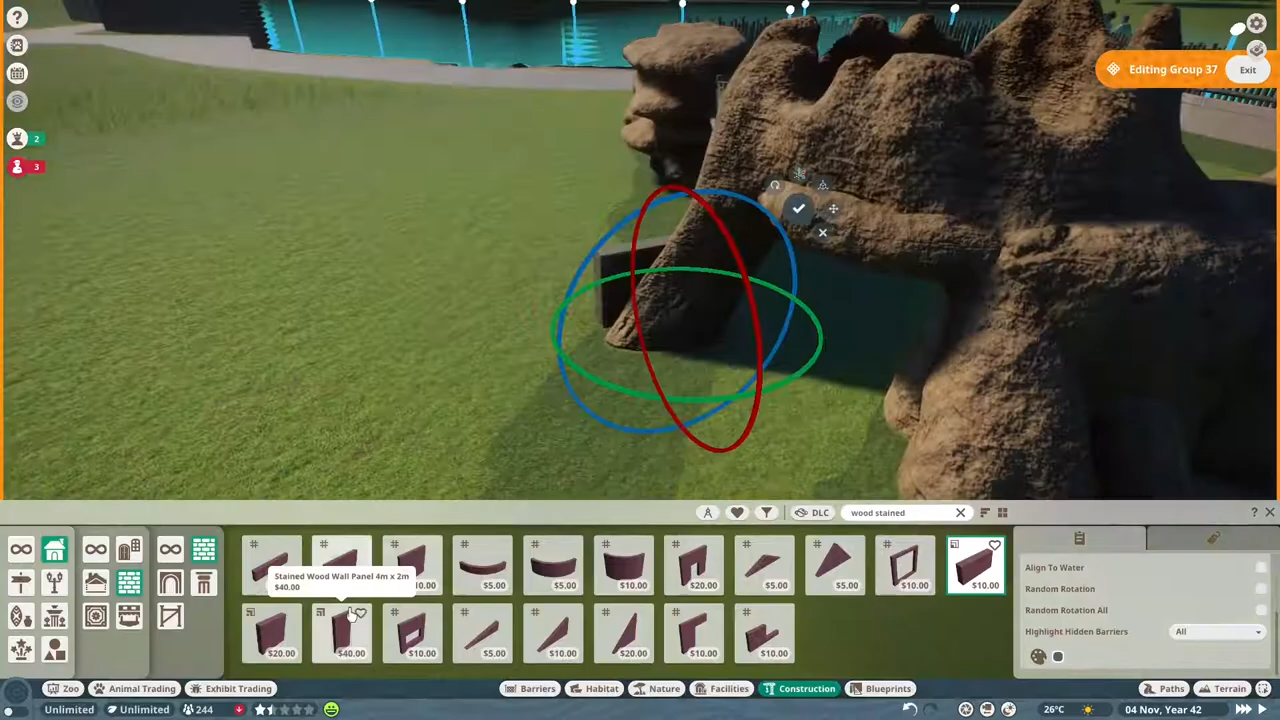 ?
Editing Group 37
Exit
2
3
DLC
wood stained
?
Stained Wood Wall Panel 4m x 2m
$40.00
$10.00
$5.00
$5.00
$10.00
$20.00
$5.00
$5.00
$10.00
$10.00
$20.00
$40.00
$10.00
$5.00
$10.00
$20.00
$10.00
$10.00
Align To Water
Random Rotation
Random Rotation All
Highlight Hidden Barriers
All
Zoo
Animal Trading
Exhibit Trading
Barriers
Habitat
Nature
Facilities
Construction
Blueprints
Paths
Terrain
Unlimited
Unlimited
244
26°C
04 Nov, Year 42